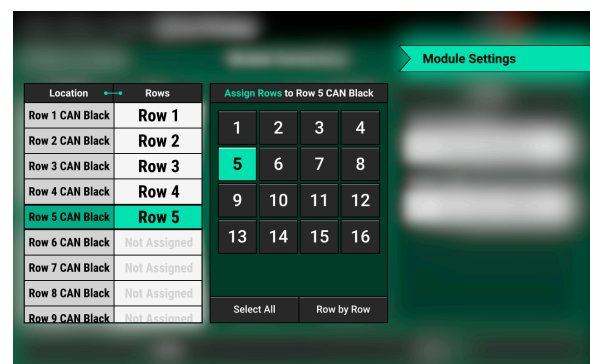 Module Settings
Location Rows
Row 1 CAN Black Row 1
Row 2 CAN Black Row 2
Row 3 CAN Black Row 3
Row 4 CAN Black Row 4
Row 5 CAN Black Row 5
Row 6 CAN Black Not Assigned
Row 7 CAN Black Not Assigned
Row 8 CAN Black Not Assigned
Row 9 CAN Black Not Assigned
Assign Rows to Row 5 CAN Black
1 2 3 4
5 6 7 8
9 10 11 12
13 14 15 16
Select All Row by Row